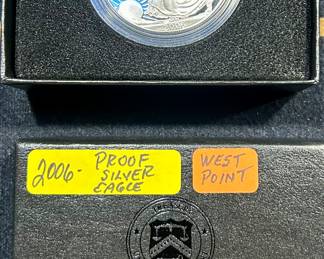 2006- PROOF
SILVER
EAGLE
WEST
POINT